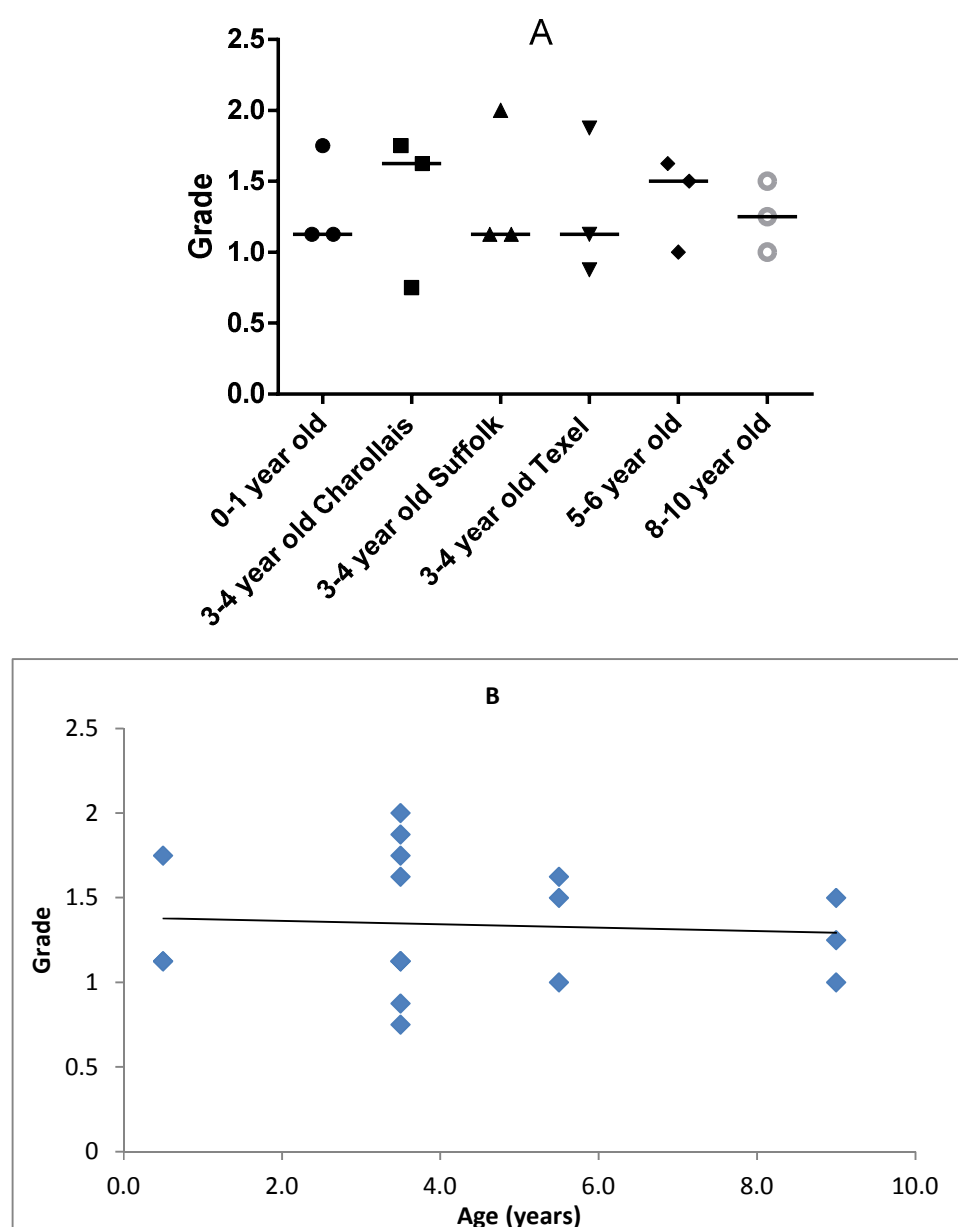 A
2.5
2.0
1.5
1.0
0.5
0.0
Grade
0-1 year old
3-4 year old Charollais
3-4 year old Suffolk
3-4 year old Texel
5-6 year old
8-10 year old
B
2.5
2
1.5
1
0.5
0
Grade
0.0 2.0 4.0 6.0 8.0 10.0
Age (years)